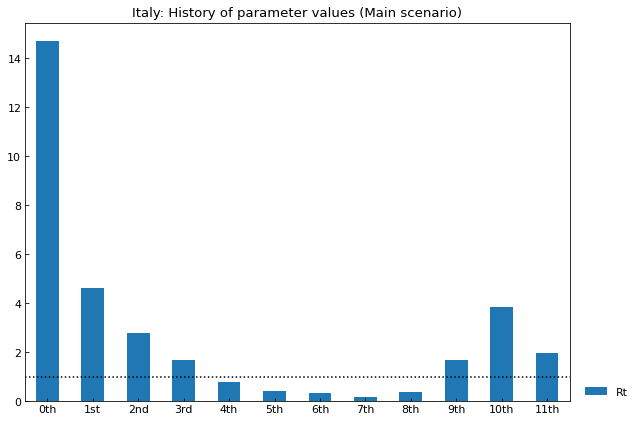 Italy: History of parameter values (Main scenario)
14
12
10
8
6
4
2
0
0th 1st 2nd 3rd 4th 5th 6th 7th 8th 9th 10th 11th
Rt